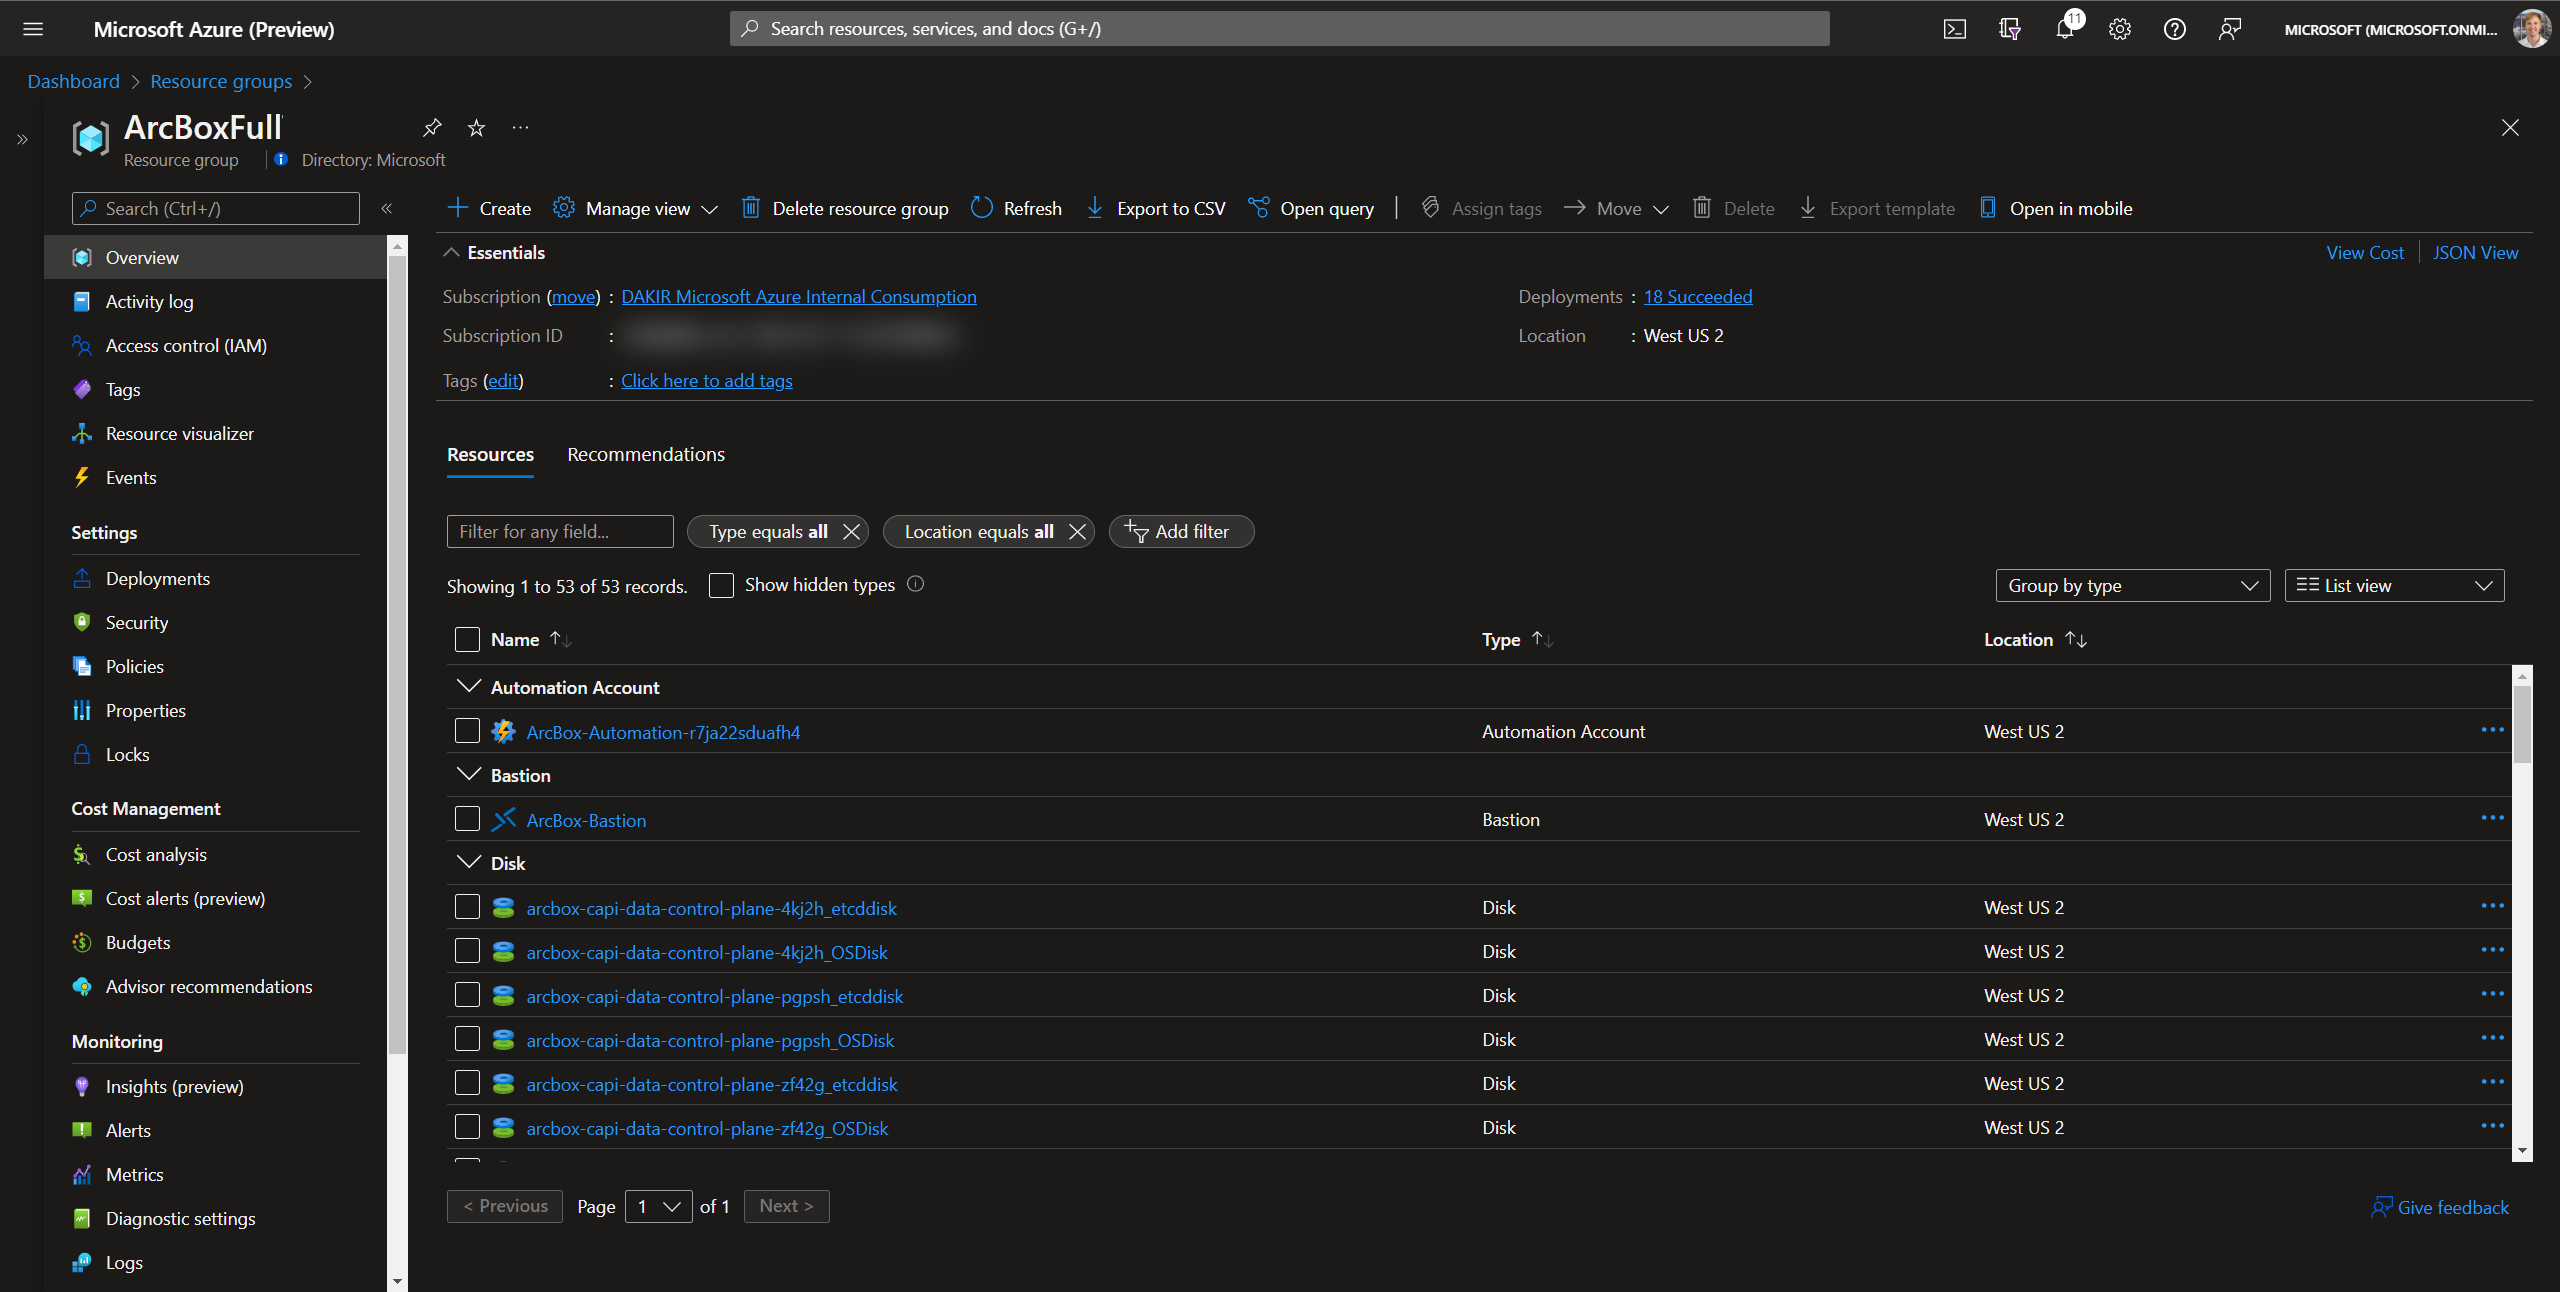 Microsoft Azure (Preview)
Search resources, services, and docs (G+/)
11
MICROSOFT (MICROSOFT.ONMI...
Dashboard > Resource groups >
ArcBoxFull
Resource group
Directory: Microsoft
Search (Ctrl+/)
Overview
Activity log
Access control (IAM)
Tags
Resource visualizer
Events
Settings
Deployments
Security
Policies
Properties
Locks
Cost Management
Cost analysis
Cost alerts (preview)
Budgets
Advisor recommendations
Monitoring
Insights (preview)
Alerts
Metrics
Diagnostic settings
Logs
Create Manage view Delete resource group Refresh Export to CSV Open query Assign tags Move Delete Export template Open in mobile
Essentials
View Cost JSON View
Subscription (move) : DAKIR Microsoft Azure Internal Consumption
Deployments : 18 Succeeded
Subscription ID :
Location : West US 2
Tags (edit) : Click here to add tags
Resources Recommendations
Filter for any field... Type equals all Location equals all Add filter
Showing 1 to 53 of 53 records. Show hidden types
Group by type List view
Name Type Location
Automation Account
ArcBox-Automation-r7ja22sduafh4 Automation Account West US 2 ...
Bastion
ArcBox-Bastion Bastion West US 2 ...
Disk
arcbox-capi-data-control-plane-4kj2h_etcddisk Disk West US 2 ...
arcbox-capi-data-control-plane-4kj2h_OSDisk Disk West US 2 ...
arcbox-capi-data-control-plane-pgpsh_etcddisk Disk West US 2 ...
arcbox-capi-data-control-plane-pgpsh_OSDisk Disk West US 2 ...
arcbox-capi-data-control-plane-zf42g_etcddisk Disk West US 2 ...
arcbox-capi-data-control-plane-zf42g_OSDisk Disk West US 2 ...
< Previous Page 1 of 1 Next >
Give feedback